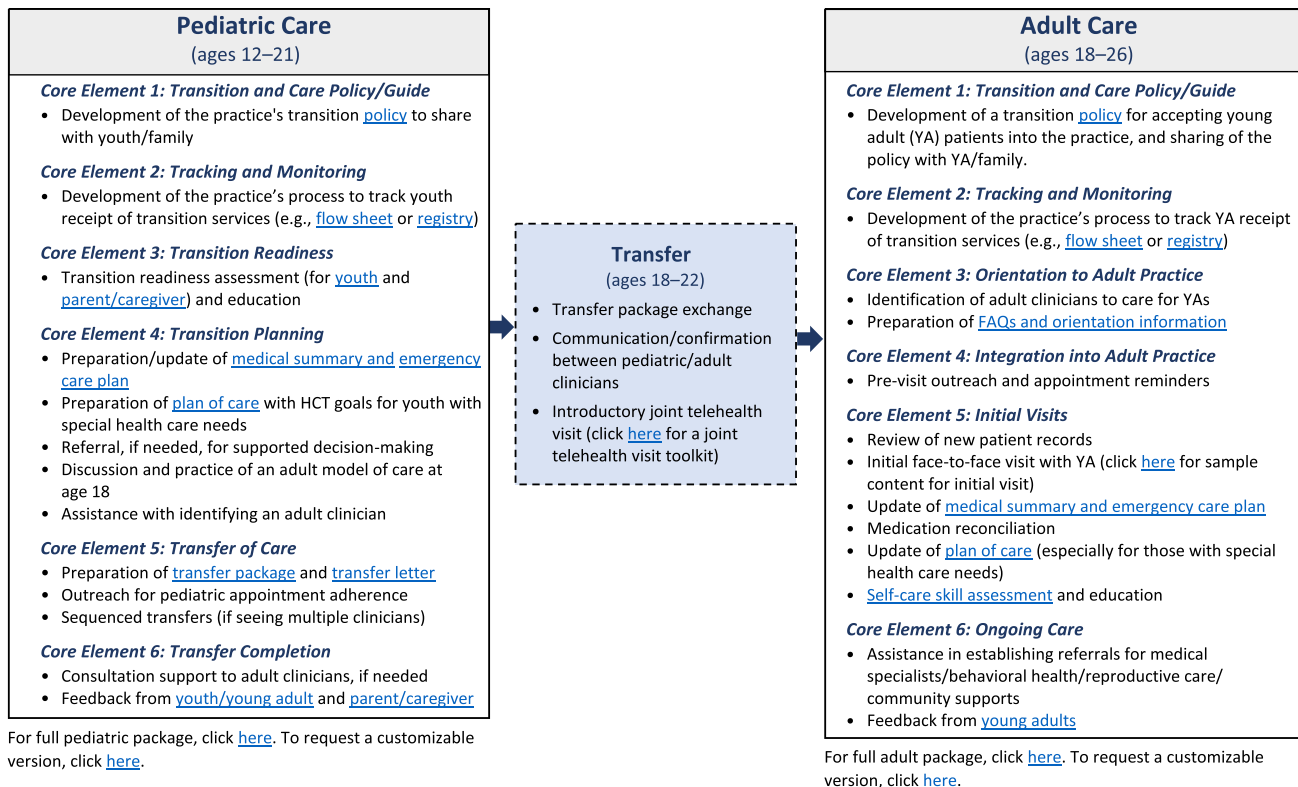 Pediatric Care
(ages 12–21)
Core Element 1: Transition and Care Policy/Guide
• Development of the practice's transition policy to share
with youth/family
Core Element 2: Tracking and Monitoring
• Development of the practice’s process to track youth
receipt of transition services (e.g., flow sheet or registry)
Core Element 3: Transition Readiness
• Transition readiness assessment (for youth and
parent/caregiver) and education
Core Element 4: Transition Planning
• Preparation/update of medical summary and emergency
care plan
• Preparation of plan of care with HCT goals for youth with
special health care needs
• Referral, if needed, for supported decision-making
• Discussion and practice of an adult model of care at
age 18
• Assistance with identifying an adult clinician
Core Element 5: Transfer of Care
• Preparation of transfer package and transfer letter
• Outreach for pediatric appointment adherence
• Sequenced transfers (if seeing multiple clinicians)
Core Element 6: Transfer Completion
• Consultation support to adult clinicians, if needed
• Feedback from youth/young adult and parent/caregiver
For full pediatric package, click here. To request a customizable
version, click here.
Transfer
(ages 18–22)
• Transfer package exchange
• Communication/confirmation
between pediatric/adult
clinicians
• Introductory joint telehealth
visit (click here for a joint
telehealth visit toolkit)
Adult Care
(ages 18–26)
Core Element 1: Transition and Care Policy/Guide
• Development of a transition policy for accepting young
adult (YA) patients into the practice, and sharing of the
policy with YA/family.
Core Element 2: Tracking and Monitoring
• Development of the practice’s process to track YA receipt
of transition services (e.g., flow sheet or registry)
Core Element 3: Orientation to Adult Practice
• Identification of adult clinicians to care for YAs
• Preparation of FAQs and orientation information
Core Element 4: Integration into Adult Practice
• Pre-visit outreach and appointment reminders
Core Element 5: Initial Visits
• Review of new patient records
• Initial face-to-face visit with YA (click here for sample
content for initial visit)
• Update of medical summary and emergency care plan
• Medication reconciliation
• Update of plan of care (especially for those with special
health care needs)
• Self-care skill assessment and education
Core Element 6: Ongoing Care
• Assistance in establishing referrals for medical
specialists/behavioral health/reproductive care/
community supports
• Feedback from young adults
For full adult package, click here. To request a customizable
version, click here.